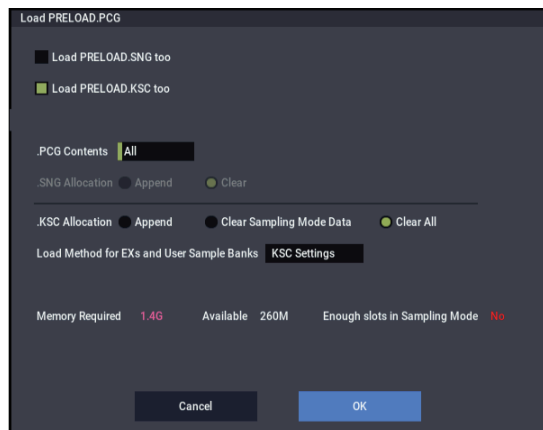 Load PRELOAD.PCG
Load PRELOAD.SNG too
Load PRELOAD.KSC too
.PCG Contents All
.SNG Allocation Append Clear
.KSC Allocation Append Clear Sampling Mode Data Clear All
Load Method for EXs and User Sample Banks KSC Settings
Memory Required 1.4G Available 260M Enough slots in Sampling Mode No
Cancel OK